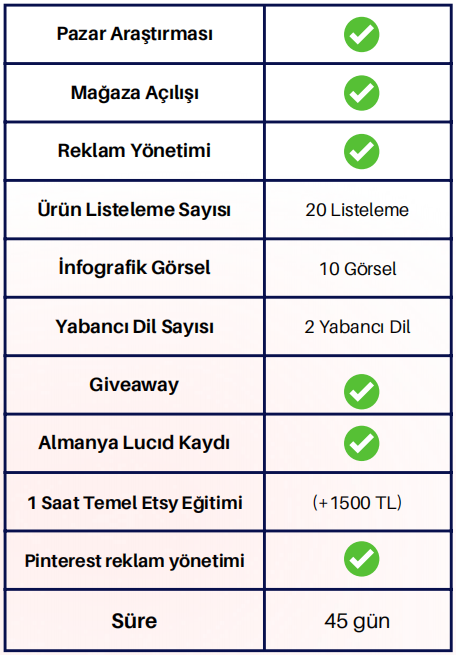 Pazar Araştırması
Mağaza Açılışı
Reklam Yönetimi
Ürün Listeleme Sayısı 20 Listeleme
İnfografik Görsel 10 Görsel
Yabancı Dil Sayısı 2 Yabancı Dil
Giveaway
Almanya Lucıd Kaydı
1 Saat Temel Etsy Eğitimi (+1500 TL)
Pinterest reklam yönetimi
Süre 45 gün